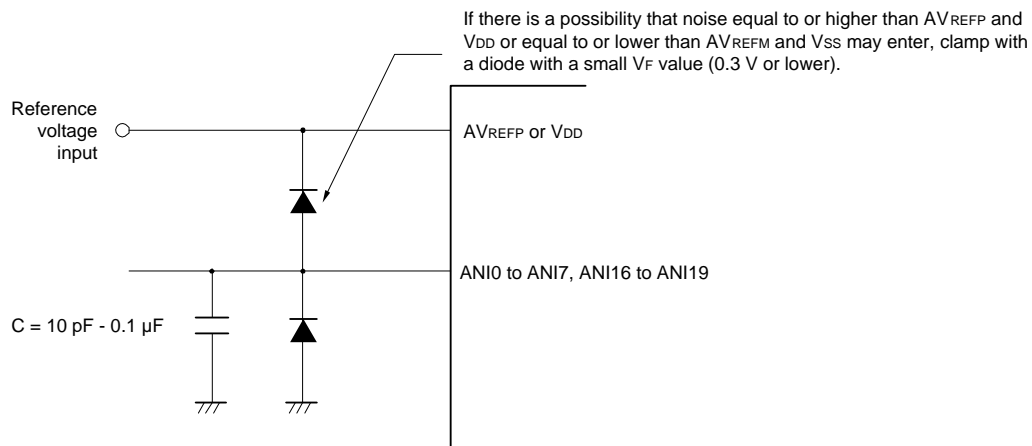 If there is a possibility that noise equal to or higher than AVREFP and
VDD or equal to or lower than AVREFM and VSS may enter, clamp with
a diode with a small VF value (0.3 V or lower).
Reference
voltage
input
AVREFP or VDD
ANI0 to ANI7, ANI16 to ANI19
C = 10 pF - 0.1 µF